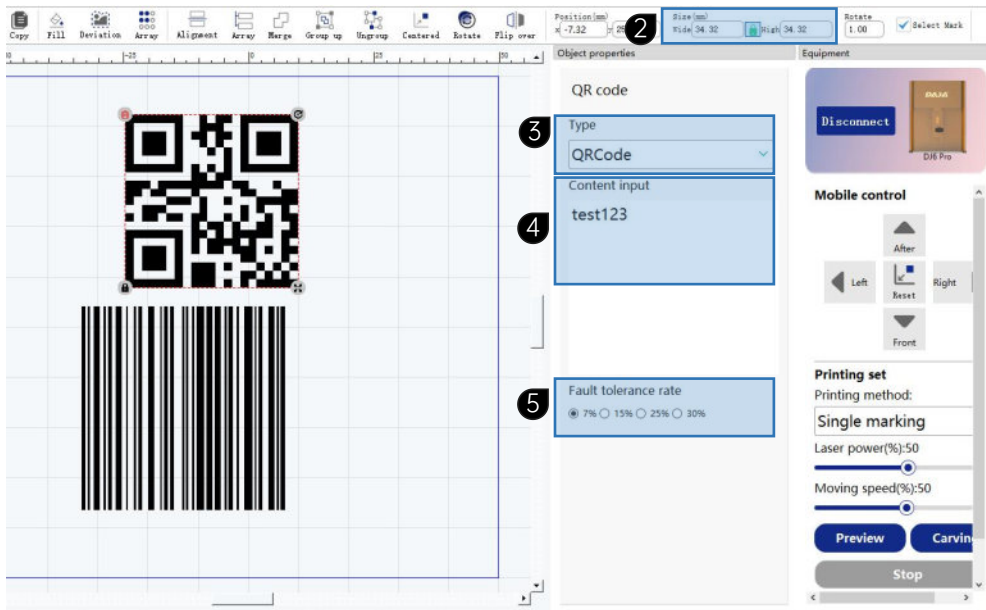 Copy Fill Deviation Array Alignment Array Merge Group up Ungroup Centered Rotate Flip over
Position(mm)
x -7.32 y 25
2
Size(mm)
Wide 34.32 High 34.32
Rotate
1.00
Select Mark
0 -25 0 25 50
Object properties
Equipment
QR code
3
Type
QRCode
4
Content input
test123
5
Fault tolerance rate
7% 15% 25% 30%
DAJA
Disconnect
DJ6 Pro
Mobile control
After
Left
Reset
Right
Front
Printing set
Printing method:
Single marking
Laser power(%):50
Moving speed(%):50
Preview
Carvin
Stop